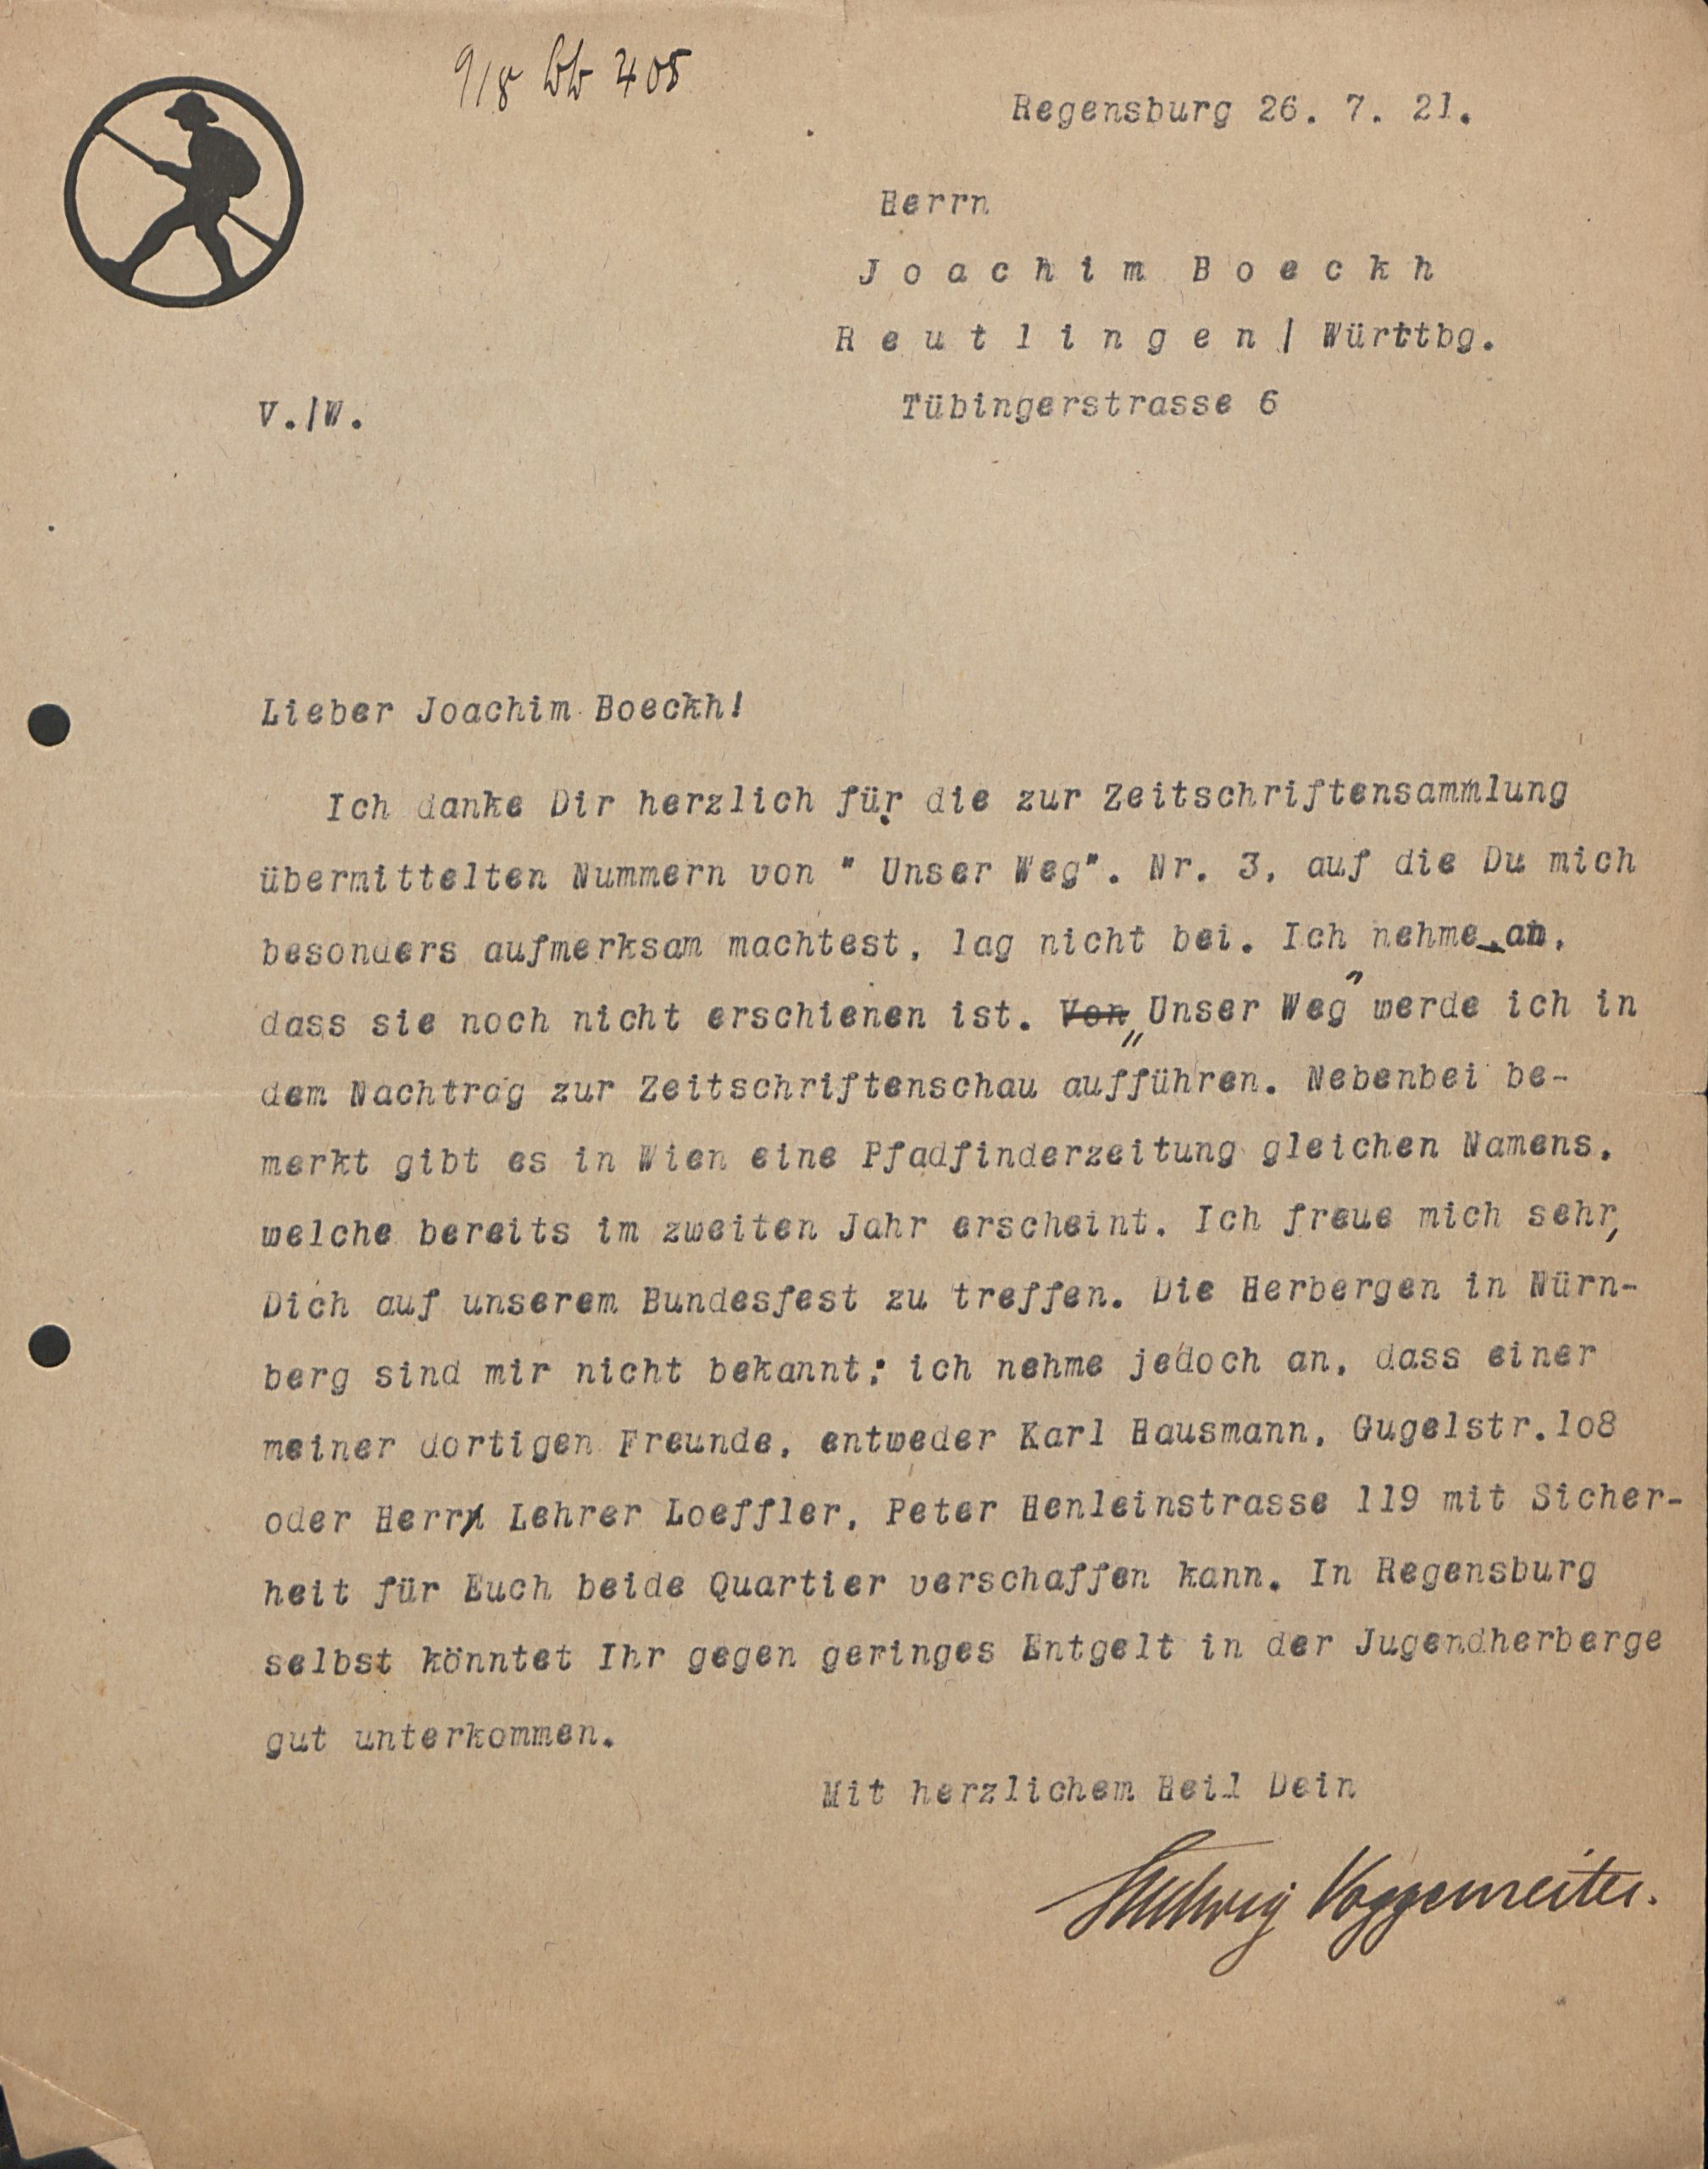 9/8 Wb 408
Regensburg 26. 7. 21.
Herrn
Joachim Boeckh
Reutlingen/ Württbg.
V./W.
Tübingerstrasse 6
Lieber Joachim Boeckh!
Ich danke Dir herzlich für die zur Zeitschriftensammlung
übermittelten Nummern von " Unser Weg". Nr. 3, auf die Du mich
besonders aufmerksam machtest, lag nicht bei. Ich nehme an,
dass sie noch nicht erschienen ist. Von „Unser Weg" werde ich in
dem Nachtrag zur Zeitschriftenschau aufführen. Nebenbei be-
merkt gibt es in Wien eine Pfadfinderzeitung gleichen Namens,
welche bereits im zweiten Jahr erscheint. Ich freue mich sehr,
Dich auf unserem Bundesfest zu treffen. Die Herbergen in Nürn-
berg sind mir nicht bekannt; ich nehme jedoch an, dass einer
meiner dortigen Freunde, entweder Karl Hausmann, Gugelstr.1o8
oder Herr Lehrer Loeffler, Peter Henleinstrasse 119 mit Sicher-
heit für Euch beide Quartier verschaffen kann. In Regensburg
selbst könntet Ihr gegen geringes Entgelt in der Jugendherberge
gut unterkommen.
Mit herzlichem Heil Dein
Ludwig Voggenreiter.